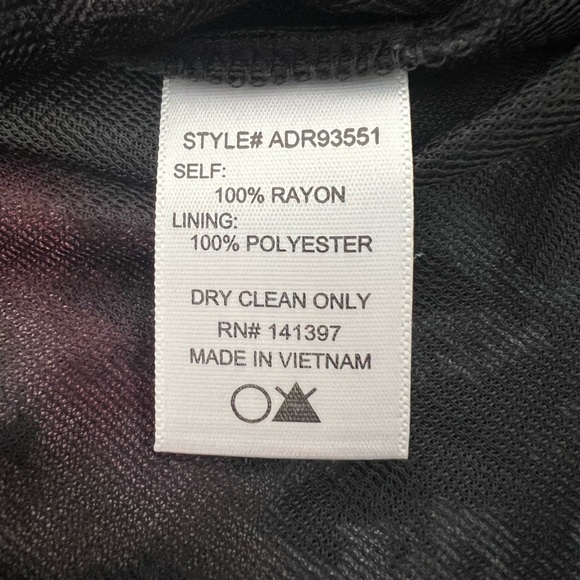 STYLE# ADR93551
SELF:
100% RAYON
LINING:
100% POLYESTER
DRY CLEAN ONLY
RN# 141397
MADE IN VIETNAM